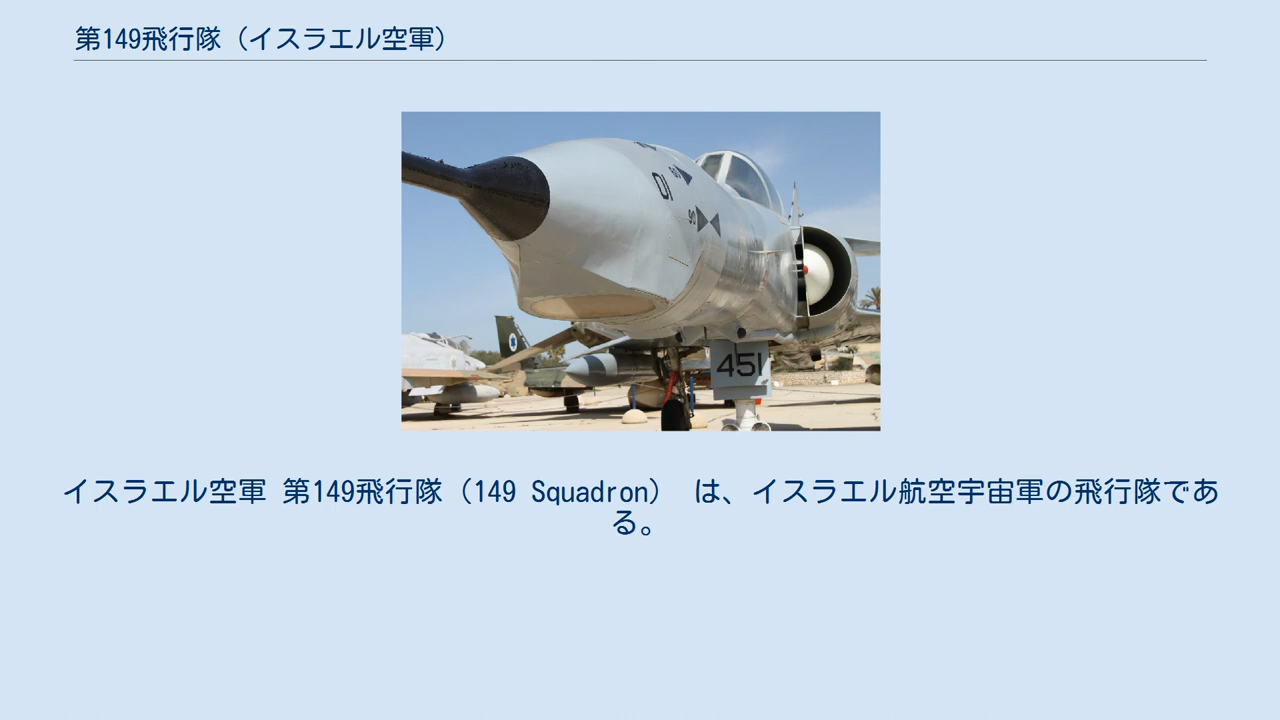 第149飛行隊（イスラエル空軍）
451
イスラエル空軍 第149飛行隊（149 Squadron） は、イスラエル航空宇宙軍の飛行隊であ
る。